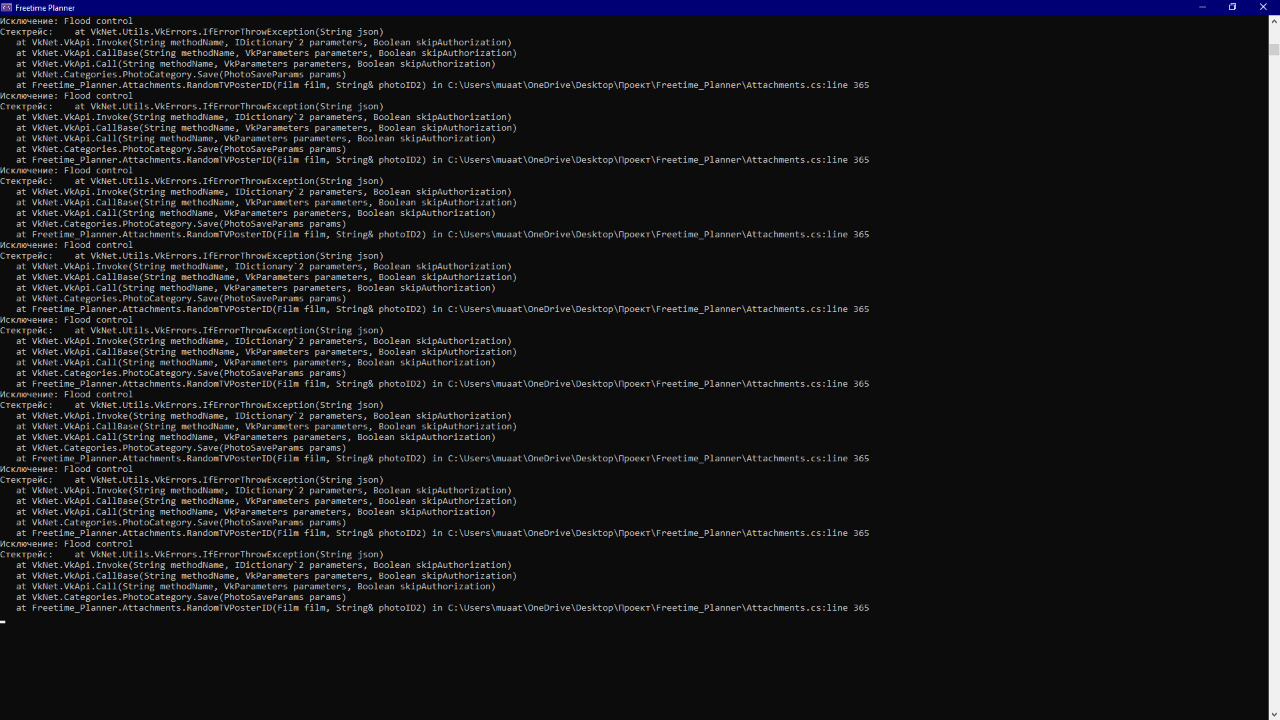 Freetime Planner
Исключение: Flood control
Стектрейс:    at VkNet.Utils.VkErrors.IfErrorThrowException(String json)
   at VkNet.VkApi.Invoke(String methodName, IDictionary`2 parameters, Boolean skipAuthorization)
   at VkNet.VkApi.CallBase(String methodName, VkParameters parameters, Boolean skipAuthorization)
   at VkNet.VkApi.Call(String methodName, VkParameters parameters, Boolean skipAuthorization)
   at VkNet.Categories.PhotoCategory.Save(PhotoSaveParams params)
   at Freetime_Planner.Attachments.RandomTVPosterID(Film film, String& photoID2) in C:\Users\muaat\OneDrive\Desktop\Проект\Freetime_Planner\Attachments.cs:line 365
Исключение: Flood control
Стектрейс:    at VkNet.Utils.VkErrors.IfErrorThrowException(String json)
   at VkNet.VkApi.Invoke(String methodName, IDictionary`2 parameters, Boolean skipAuthorization)
   at VkNet.VkApi.CallBase(String methodName, VkParameters parameters, Boolean skipAuthorization)
   at VkNet.VkApi.Call(String methodName, VkParameters parameters, Boolean skipAuthorization)
   at VkNet.Categories.PhotoCategory.Save(PhotoSaveParams params)
   at Freetime_Planner.Attachments.RandomTVPosterID(Film film, String& photoID2) in C:\Users\muaat\OneDrive\Desktop\Проект\Freetime_Planner\Attachments.cs:line 365
Исключение: Flood control
Стектрейс:    at VkNet.Utils.VkErrors.IfErrorThrowException(String json)
   at VkNet.VkApi.Invoke(String methodName, IDictionary`2 parameters, Boolean skipAuthorization)
   at VkNet.VkApi.CallBase(String methodName, VkParameters parameters, Boolean skipAuthorization)
   at VkNet.VkApi.Call(String methodName, VkParameters parameters, Boolean skipAuthorization)
   at VkNet.Categories.PhotoCategory.Save(PhotoSaveParams params)
   at Freetime_Planner.Attachments.RandomTVPosterID(Film film, String& photoID2) in C:\Users\muaat\OneDrive\Desktop\Проект\Freetime_Planner\Attachments.cs:line 365
Исключение: Flood control
Стектрейс:    at VkNet.Utils.VkErrors.IfErrorThrowException(String json)
   at VkNet.VkApi.Invoke(String methodName, IDictionary`2 parameters, Boolean skipAuthorization)
   at VkNet.VkApi.CallBase(String methodName, VkParameters parameters, Boolean skipAuthorization)
   at VkNet.VkApi.Call(String methodName, VkParameters parameters, Boolean skipAuthorization)
   at VkNet.Categories.PhotoCategory.Save(PhotoSaveParams params)
   at Freetime_Planner.Attachments.RandomTVPosterID(Film film, String& photoID2) in C:\Users\muaat\OneDrive\Desktop\Проект\Freetime_Planner\Attachments.cs:line 365
Исключение: Flood control
Стектрейс:    at VkNet.Utils.VkErrors.IfErrorThrowException(String json)
   at VkNet.VkApi.Invoke(String methodName, IDictionary`2 parameters, Boolean skipAuthorization)
   at VkNet.VkApi.CallBase(String methodName, VkParameters parameters, Boolean skipAuthorization)
   at VkNet.VkApi.Call(String methodName, VkParameters parameters, Boolean skipAuthorization)
   at VkNet.Categories.PhotoCategory.Save(PhotoSaveParams params)
   at Freetime_Planner.Attachments.RandomTVPosterID(Film film, String& photoID2) in C:\Users\muaat\OneDrive\Desktop\Проект\Freetime_Planner\Attachments.cs:line 365
Исключение: Flood control
Стектрейс:    at VkNet.Utils.VkErrors.IfErrorThrowException(String json)
   at VkNet.VkApi.Invoke(String methodName, IDictionary`2 parameters, Boolean skipAuthorization)
   at VkNet.VkApi.CallBase(String methodName, VkParameters parameters, Boolean skipAuthorization)
   at VkNet.VkApi.Call(String methodName, VkParameters parameters, Boolean skipAuthorization)
   at VkNet.Categories.PhotoCategory.Save(PhotoSaveParams params)
   at Freetime_Planner.Attachments.RandomTVPosterID(Film film, String& photoID2) in C:\Users\muaat\OneDrive\Desktop\Проект\Freetime_Planner\Attachments.cs:line 365
Исключение: Flood control
Стектрейс:    at VkNet.Utils.VkErrors.IfErrorThrowException(String json)
   at VkNet.VkApi.Invoke(String methodName, IDictionary`2 parameters, Boolean skipAuthorization)
   at VkNet.VkApi.CallBase(String methodName, VkParameters parameters, Boolean skipAuthorization)
   at VkNet.VkApi.Call(String methodName, VkParameters parameters, Boolean skipAuthorization)
   at VkNet.Categories.PhotoCategory.Save(PhotoSaveParams params)
   at Freetime_Planner.Attachments.RandomTVPosterID(Film film, String& photoID2) in C:\Users\muaat\OneDrive\Desktop\Проект\Freetime_Planner\Attachments.cs:line 365
Исключение: Flood control
Стектрейс:    at VkNet.Utils.VkErrors.IfErrorThrowException(String json)
   at VkNet.VkApi.Invoke(String methodName, IDictionary`2 parameters, Boolean skipAuthorization)
   at VkNet.VkApi.CallBase(String methodName, VkParameters parameters, Boolean skipAuthorization)
   at VkNet.VkApi.Call(String methodName, VkParameters parameters, Boolean skipAuthorization)
   at VkNet.Categories.PhotoCategory.Save(PhotoSaveParams params)
   at Freetime_Planner.Attachments.RandomTVPosterID(Film film, String& photoID2) in C:\Users\muaat\OneDrive\Desktop\Проект\Freetime_Planner\Attachments.cs:line 365